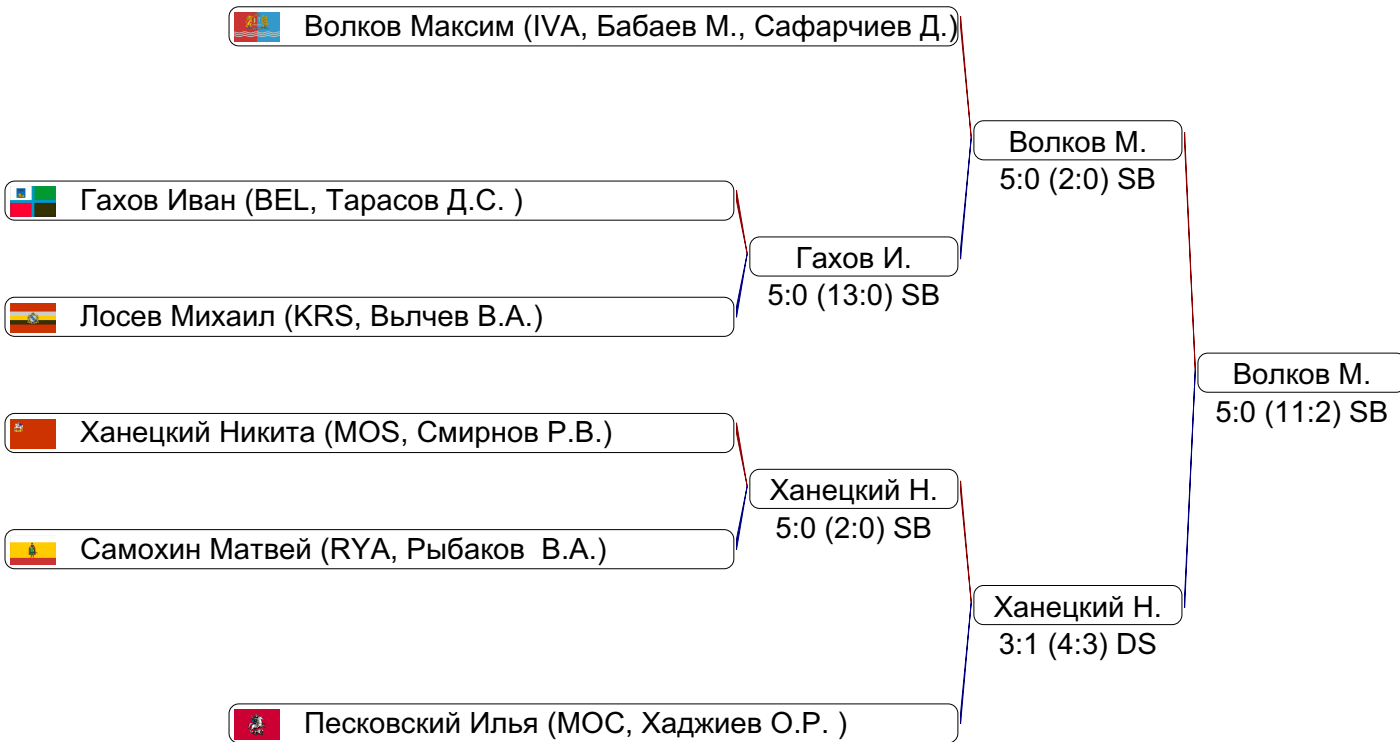 Волков Максим (IVA, Бабаев М., Сафарчиев Д.)
Волков М.
5:0 (2:0) SB
Гахов Иван (BEL, Тарасов Д.С. )
Гахов И.
5:0 (13:0) SB
Лосев Михаил (KRS, Вьлчев В.А.)
Волков М.
5:0 (11:2) SB
Ханецкий Никита (MOS, Смирнов Р.В.)
Ханецкий Н.
5:0 (2:0) SB
Самохин Матвей (RYA, Рыбаков  В.А.)
Ханецкий Н.
3:1 (4:3) DS
Песковский Илья (МОС, Хаджиев О.Р. )